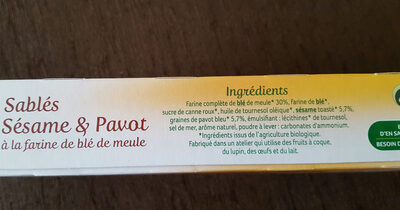 Sablés
Sésame & Pavot
à la farine de blé de meule
Ingrédients
Farine complète de blé de meule* 30%, farine de blé*,
sucre de canne roux*, huile de tournesol oléique*, sésame toasté* 5,7%,
graines de pavot bleu* 5,7%, émulsifiant : lécithines* de tournesol,
sel de mer, arôme naturel, poudre à lever : carbonates d'ammonium.
*Ingrédients issus de l'agriculture biologique.
Fabriqué dans un atelier qui utilise des fruits à coque,
du lupin, des œufs et du lait.
D'EN SA
BESOIN D